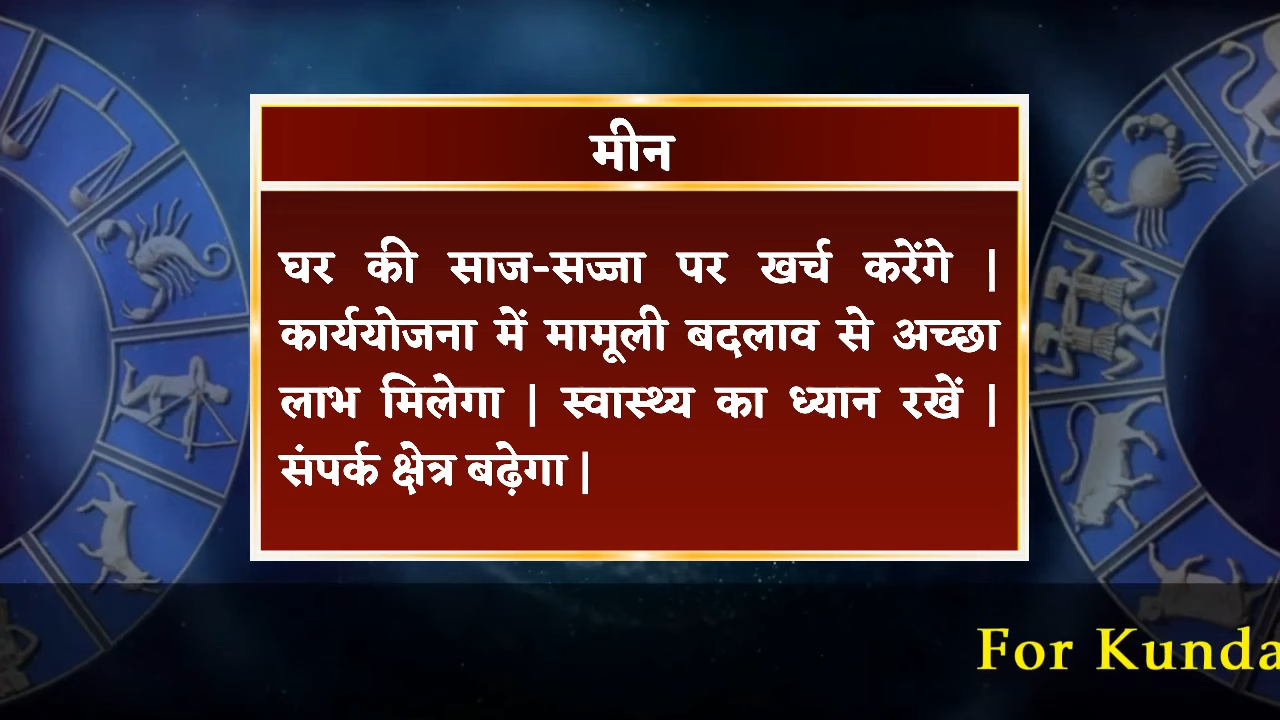 मीन
घर की साज-सज्जा पर खर्च करेंगे |
कार्ययोजना में मामूली बदलाव से अच्छा
लाभ मिलेगा | स्वास्थ्य का ध्यान रखें |
संपर्क क्षेत्र बढ़ेगा |
For Kunda